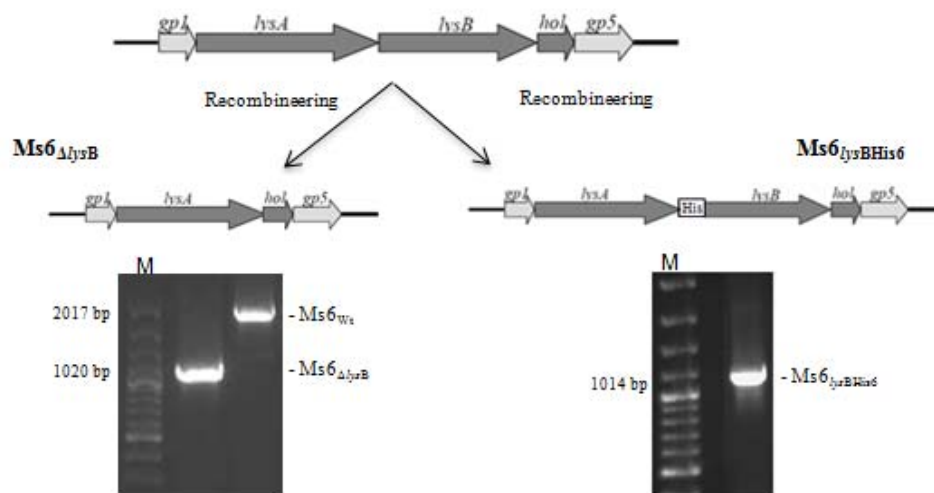 gp1 lysA lysB hol gp5
Recombineering Recombineering
Ms6ΔlysB Ms6lysBHis6
gp1 lysA hol gp5
gp1 lysA His lysB hol gp5
M M
2017 bp - Ms6Wt
1020 bp - Ms6ΔlysB
1014 bp - Ms6lysBHis6